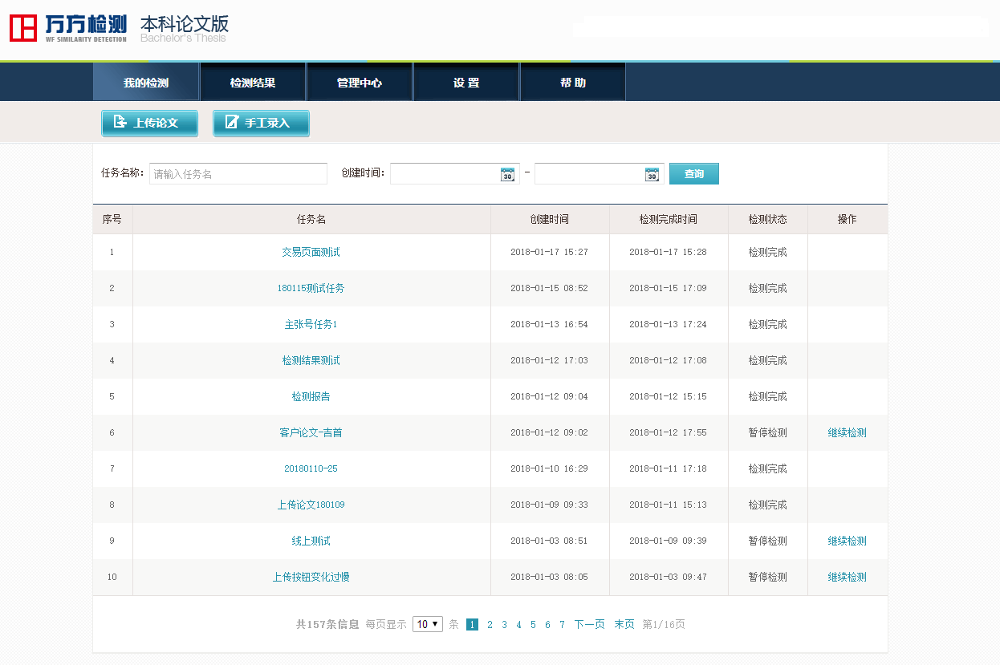 万方检测 本科论文版
WF SIMILARITY DETECTION Bachelor's Thesis
我的检测 检测结果 管理中心 设 置 帮 助
上传论文 手工录入
任务名称: 请输入任务名 创建时间: 30 - 30 查询
序号 任务名 创建时间 检测完成时间 检测状态 操作
1 交易页面测试 2018-01-17 15:27 2018-01-17 15:28 检测完成
2 180115测试任务 2018-01-15 08:52 2018-01-15 17:09 检测完成
3 主张号任务1 2018-01-13 16:54 2018-01-13 17:24 检测完成
4 检测结果测试 2018-01-12 17:03 2018-01-12 17:08 检测完成
5 检测报告 2018-01-12 09:04 2018-01-12 15:15 检测完成
6 客户论文-吉首 2018-01-12 09:02 2018-01-12 17:55 暂停检测 继续检测
7 20180110-25 2018-01-10 16:29 2018-01-11 17:18 检测完成
8 上传论文180109 2018-01-09 09:33 2018-01-11 15:13 检测完成
9 线上测试 2018-01-03 08:51 2018-01-09 09:39 暂停检测 继续检测
10 上传按钮变化过慢 2018-01-03 08:05 2018-01-03 09:47 暂停检测 继续检测
共157条信息 每页显示 10 条 1 2 3 4 5 6 7 下一页 末页 第1/16页